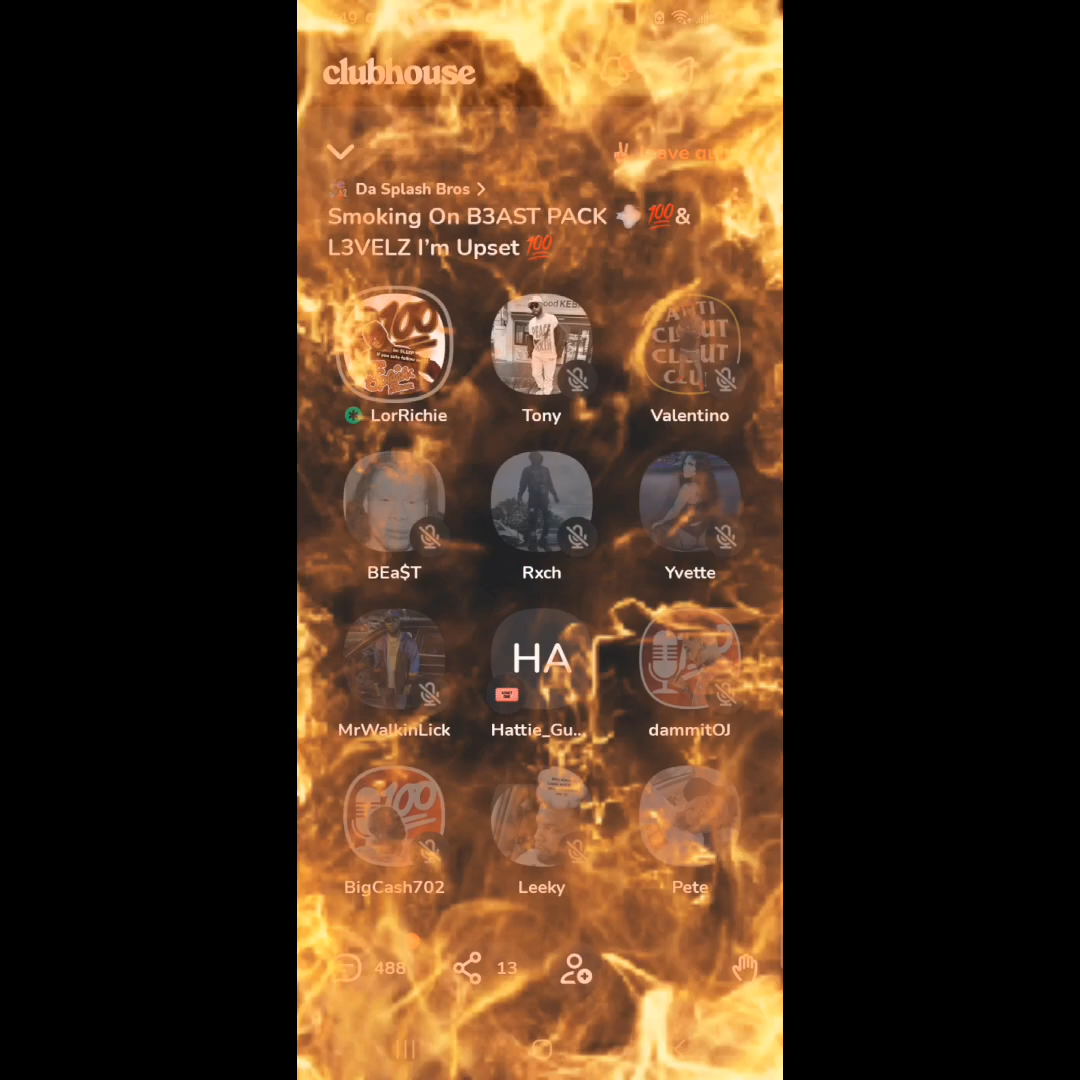 clubhouse
Da Splash Bros
Smoking On B3AST PACK 💨 💯&
L3VELZ I’m Upset 💯
LorRichie
Tony
Valentino
BEa$T
Rxch
Yvette
HA
MrWalkinLick
Hattie_Gu...
dammitOJ
BigCash702
Leeky
Pete
488
13